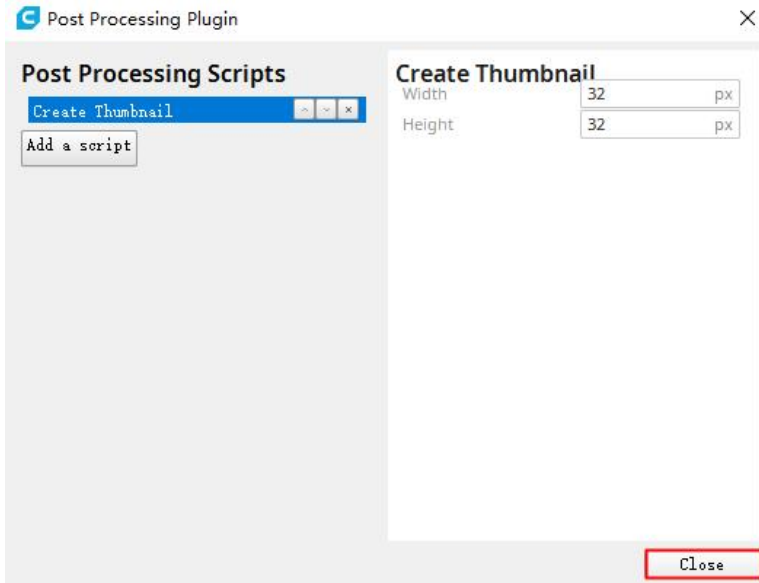 Post Processing Plugin
Post Processing Scripts
Create Thumbnail
Add a script
Create Thumbnail
Width 32 px
Height 32 px
Close